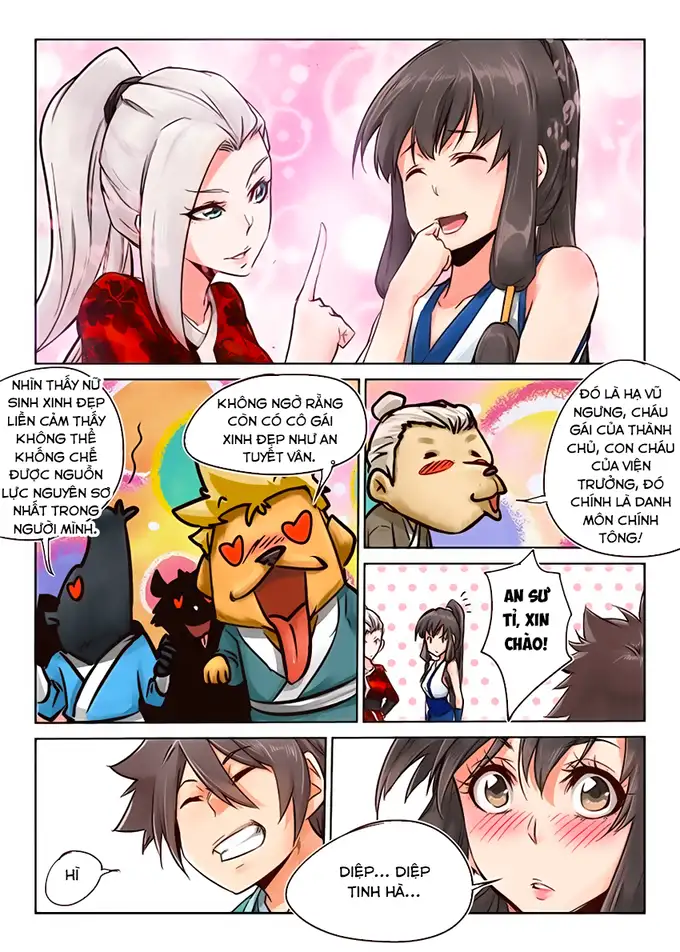 NHÌN THẤY NỮ
SINH XINH ĐẸP
LIỀN CẢM THẤY
KHÔNG THỂ
KHỐNG CHẾ
ĐƯỢC NGUỒN
LỰC NGUYÊN SƠ
NHẤT TRONG
NGƯỜI MÌNH.
KHÔNG NGỜ RẰNG
CÒN CÓ CÔ GÁI
XINH ĐẸP NHƯ AN
TUYẾT VÂN.
ĐÓ LÀ HẠ VŨ
NGƯNG, CHÁU
GÁI CỦA THÀNH
CHỦ, CON CHÁU
CỦA VIỆN
TRƯỞNG, ĐÓ
CHÍNH LÀ DANH
MÔN CHÍNH
TÔNG!
AN SƯ
TỈ, XIN
CHÀO!
HÌ
DIỆP... DIỆP
TINH HÀ...